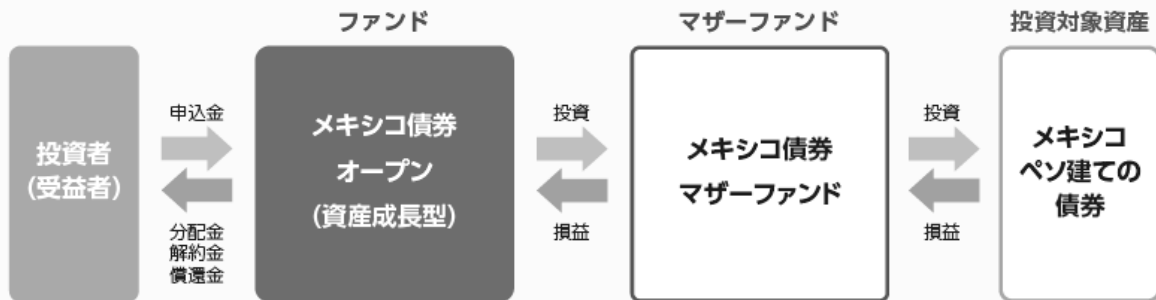 ファンド
マザーファンド
投資対象資産
投資者
(受益者)
申込金
分配金
解約金
償還金
メキシコ債券
オープン
(資産成長型)
投資
損益
メキシコ債券
マザーファンド
投資
損益
メキシコ
ペソ建ての
債券